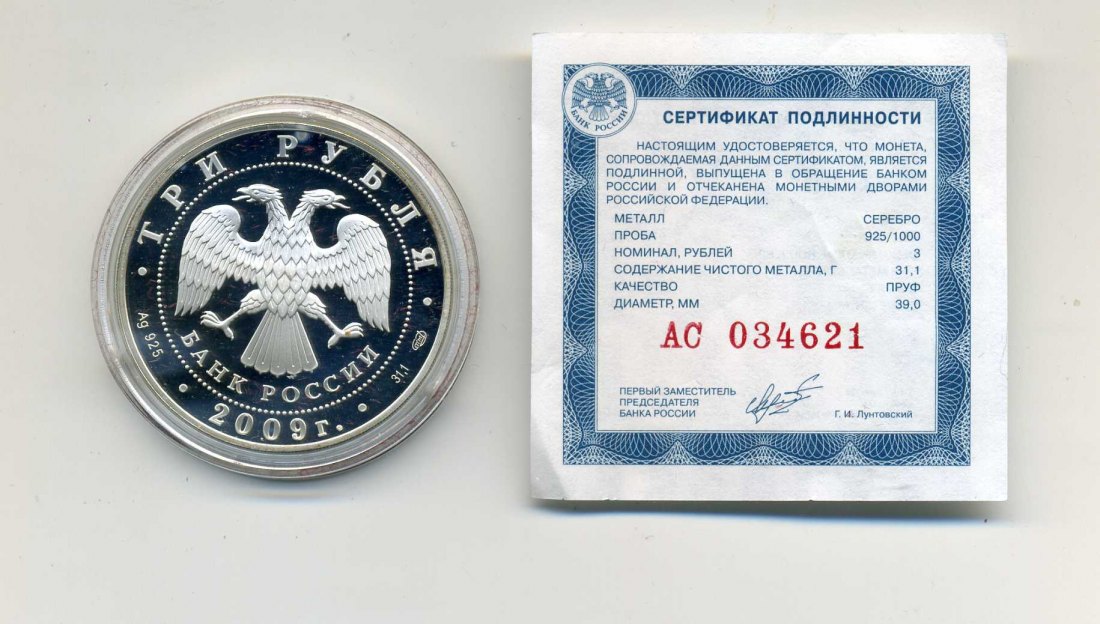 ТРИ РУБЛЯ
Ag 925
БАНК РОССИИ
31,1
2009 г.
БАНК РОССИИ
СЕРТИФИКАТ ПОДЛИННОСТИ
НАСТОЯЩИМ УДОСТОВЕРЯЕТСЯ, ЧТО МОНЕТА,
СОПРОВОЖДАЕМАЯ ДАННЫМ СЕРТИФИКАТОМ, ЯВЛЯЕТСЯ
ПОДЛИННОЙ, ВЫПУЩЕНА В ОБРАЩЕНИЕ БАНКОМ
РОССИИ И ОТЧЕКАНЕНА МОНЕТНЫМИ ДВОРАМИ
РОССИЙСКОЙ ФЕДЕРАЦИИ.
МЕТАЛЛ СЕРЕБРО
ПРОБА 925/1000
НОМИНАЛ, РУБЛЕЙ 3
СОДЕРЖАНИЕ ЧИСТОГО МЕТАЛЛА, Г 31,1
КАЧЕСТВО ПРУФ
ДИАМЕТР, ММ 39,0
АС 034621
ПЕРВЫЙ ЗАМЕСТИТЕЛЬ
ПРЕДСЕДАТЕЛЯ
БАНКА РОССИИ
Г. И. Лунтовский